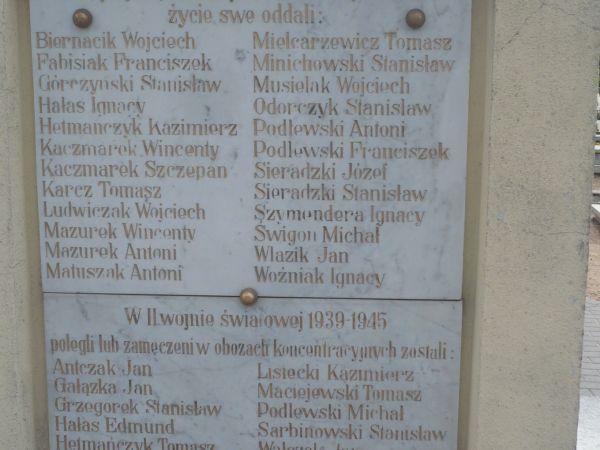 życie swe oddali:
Biernacik Wojciech
Fabisiak Franciszek
Górczyński Stanisław
Hałas Ignacy
Hetmańczyk Kazimierz
Kaczmarek Wincenty
Kaczmarek Szczepan
Karcz Tomasz
Ludwiczak Wojciech
Mazurek Wincenty
Mazurek Antoni
Matuszak Antoni
Mielcarzewicz Tomasz
Minichowski Stanisław
Musielak Wojciech
Odorczyk Stanisław
Podlewski Antoni
Podlewski Franciszek
Sieradzki Józef
Sieradzki Stanisław
Szymendera Ignacy
Świgoń Michał
Wlazik Jan
Woźniak Ignacy
W II wojnie światowej 1939-1945
polegli lub zamęczeni w obozach koncentracyjnych zostali:
Antczak Jan
Gałązka Jan
Grzegorek Stanisław
Hałas Edmund
Hetmańczyk Tomasz
Lisiecki Kazimierz
Maciejewski Tomasz
Podlewski Michał
Sarbinowski Stanisław